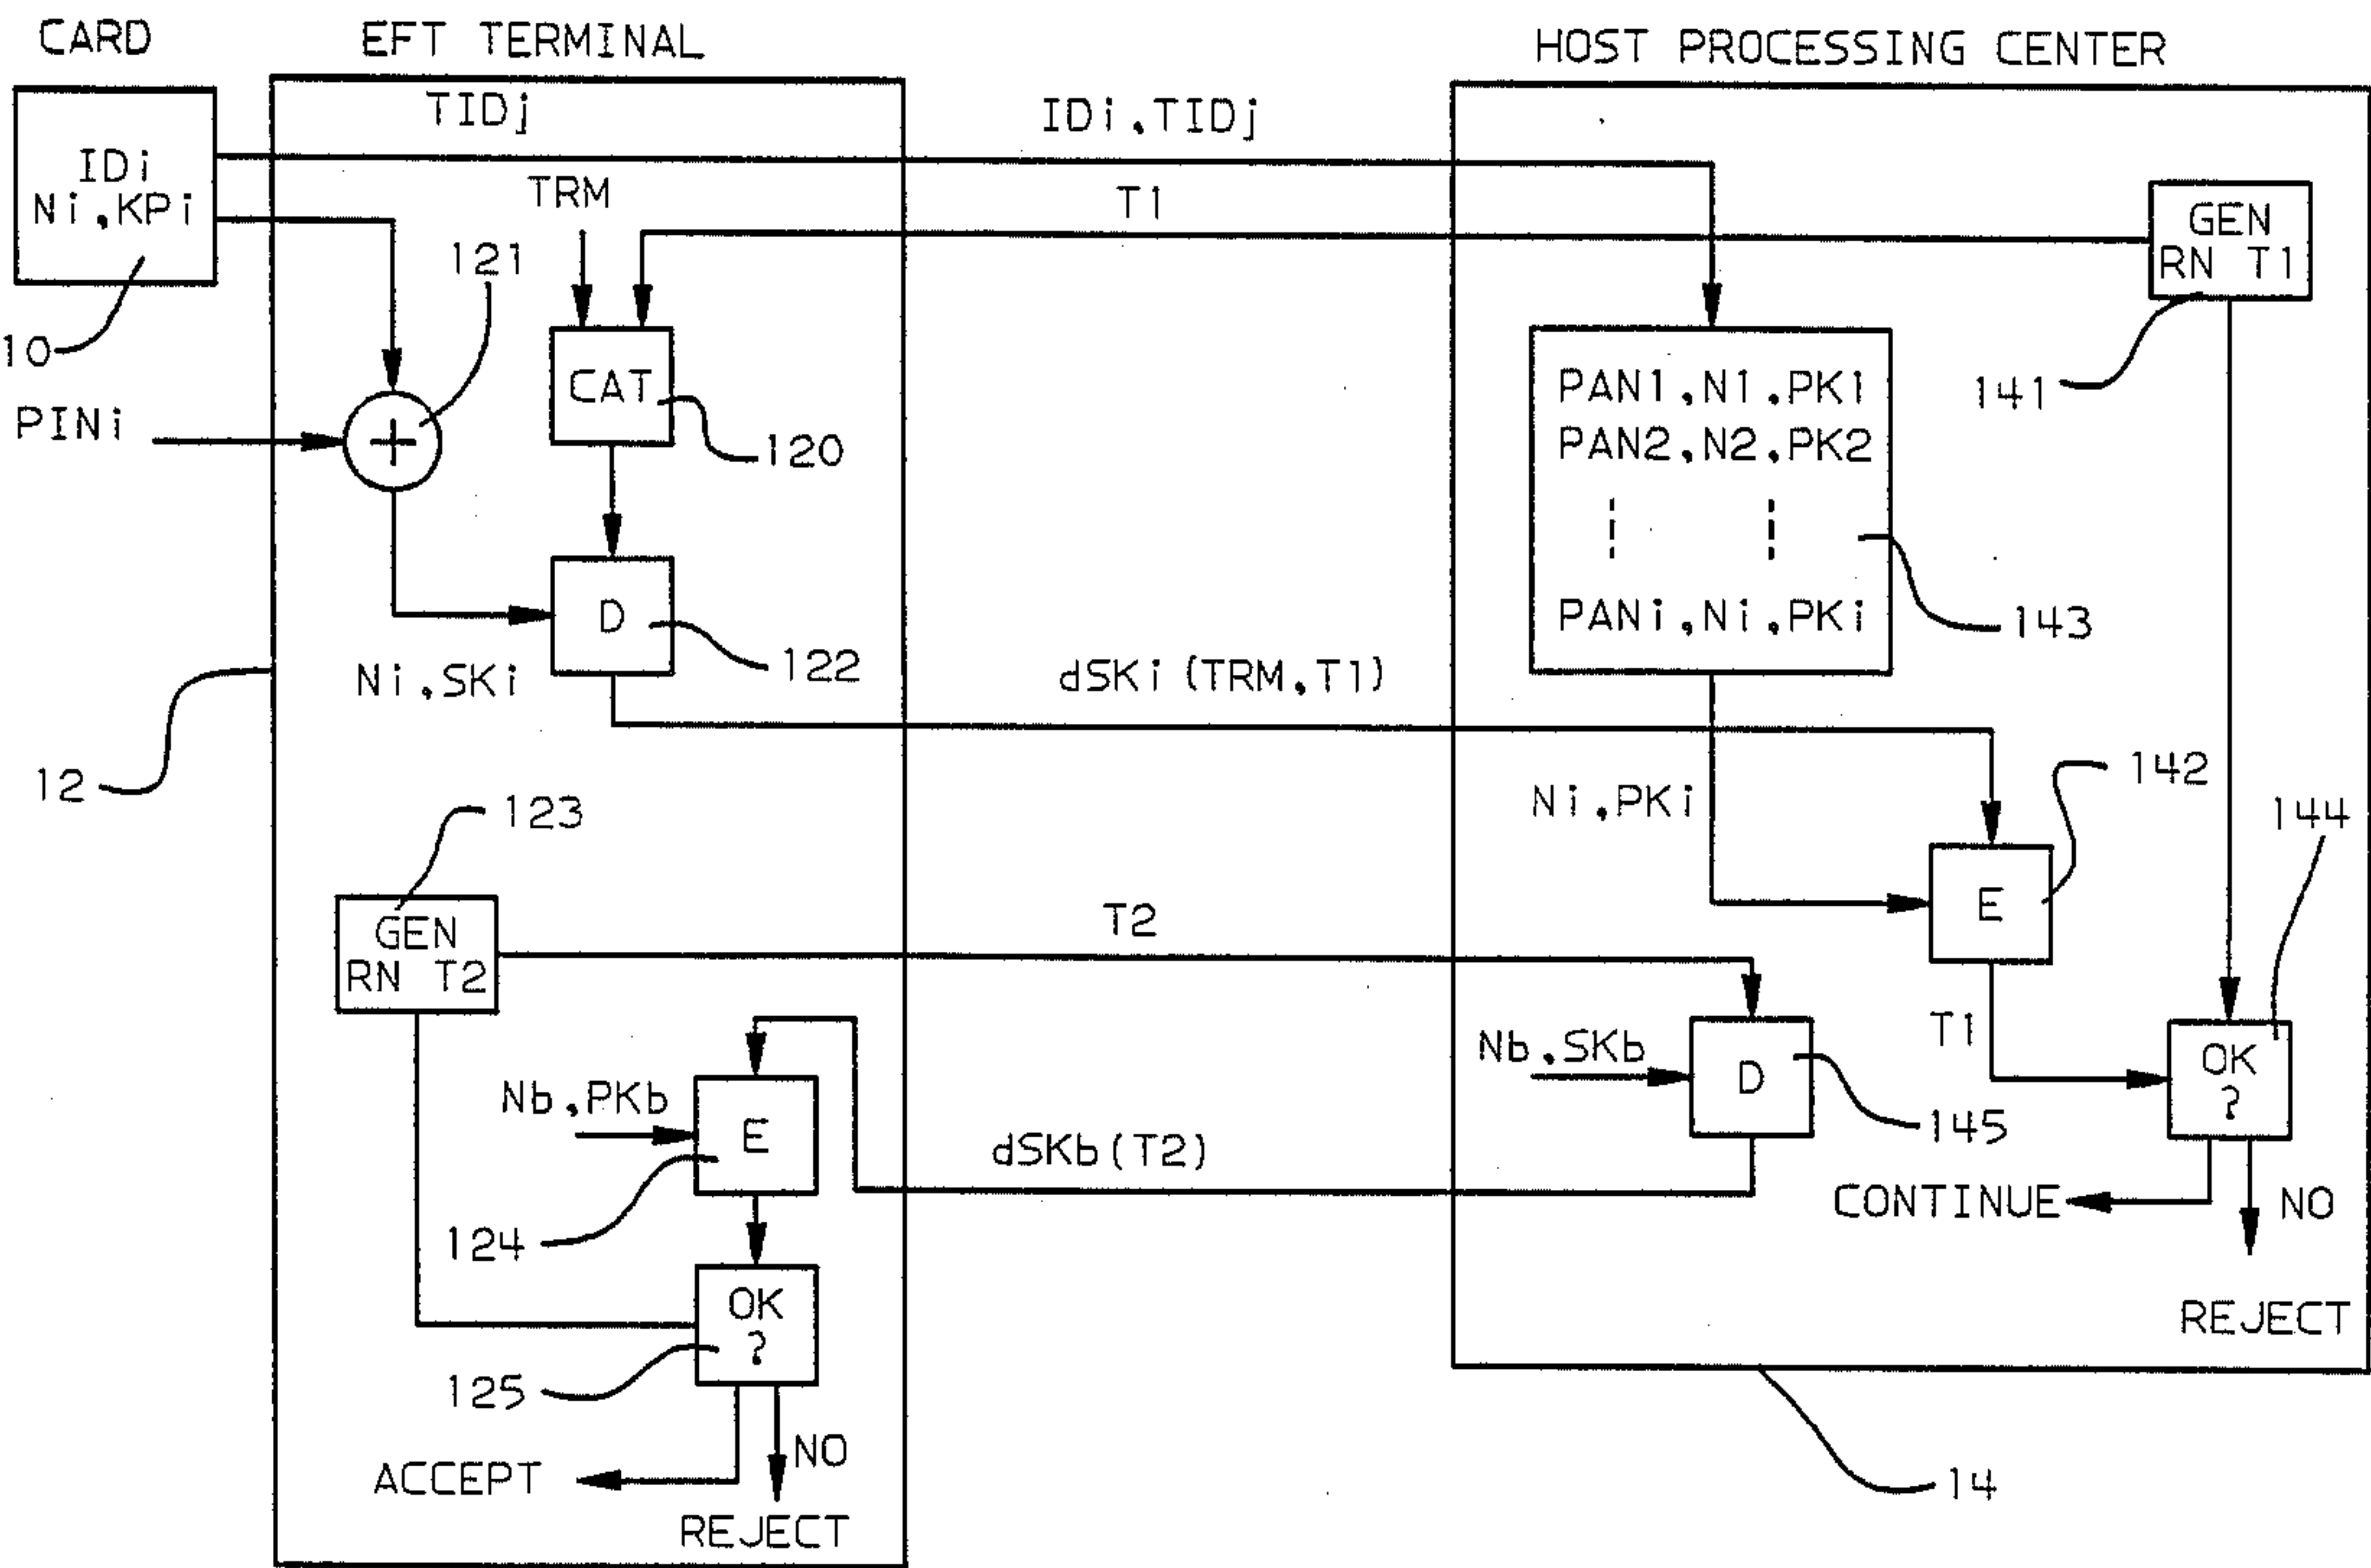 CARD
EFT TERMINAL
HOST PROCESSING CENTER
TIDj
IDi,TIDj
IDi
Ni,KPi
TRM
T1
GEN
RN T1
121
10
CAT
PAN1,N1,PK1
141
PINi
+
120
PAN2,N2,PK2
D
PANi,Ni,PKi
143
122
Ni,SKi
dSKi(TRM,T1)
12
142
123
Ni,PKi
144
GEN
RN T2
T2
E
T1
Nb,SKb
D
OK
?
Nb,PKb
E
145
dSKb(T2)
124
CONTINUE
NO
OK
?
REJECT
125
NO
ACCEPT
14
REJECT